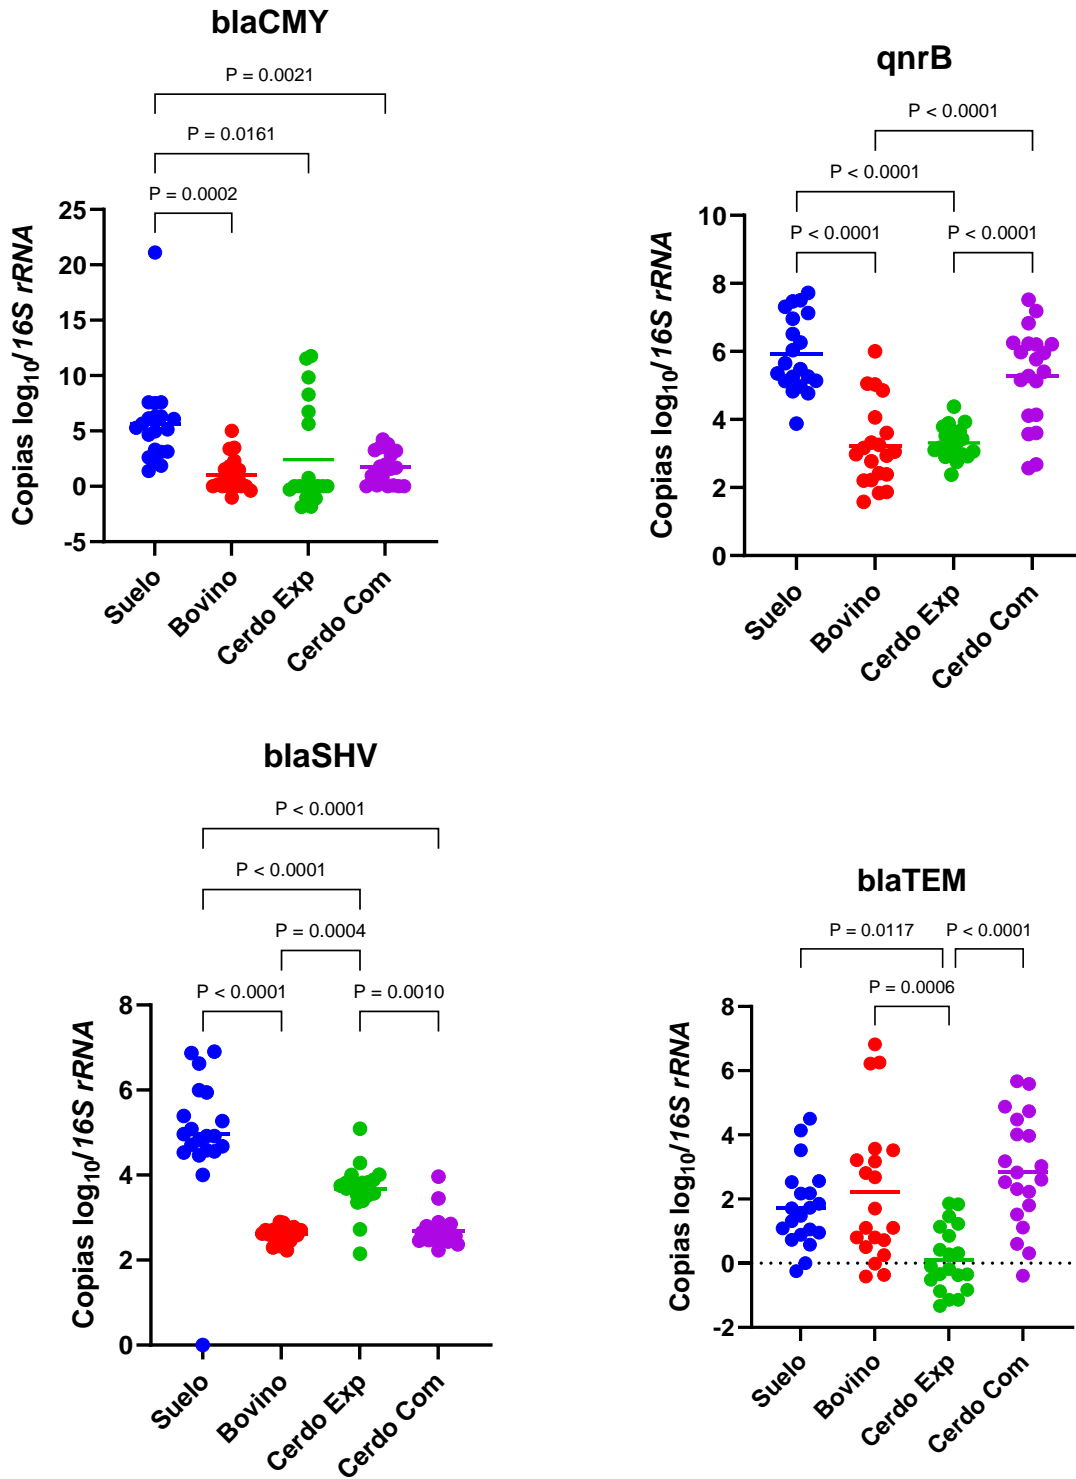 blaCMY
P = 0.0021
P = 0.0161
P = 0.0002
Copias log10/16S rRNA
25
20
15
10
5
0
-5
Suelo
Bovino
Cerdo Exp
Cerdo Com
qnrB
P < 0.0001
P < 0.0001
P < 0.0001 P < 0.0001
Copias log10/16S rRNA
10
8
6
4
2
0
Suelo
Bovino
Cerdo Exp
Cerdo Com
blaSHV
P < 0.0001
P < 0.0001
P = 0.0004
P < 0.0001 P = 0.0010
Copias log10/16S rRNA
8
6
4
2
0
Suelo
Bovino
Cerdo Exp
Cerdo Com
blaTEM
P = 0.0117 P < 0.0001
P = 0.0006
Copias log10/16S rRNA
8
6
4
2
0
-2
Suelo
Bovino
Cerdo Exp
Cerdo Com